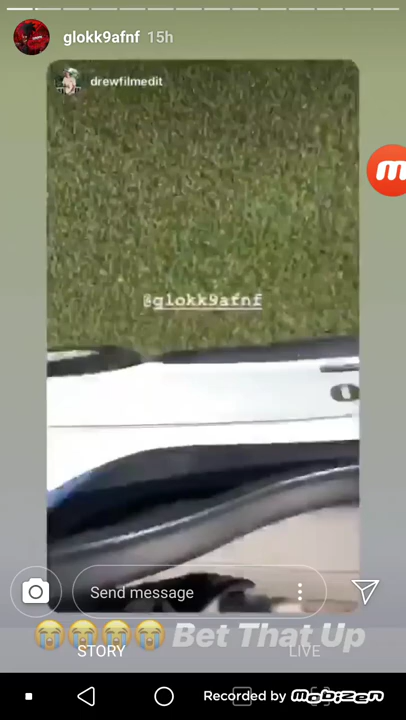 glokk9afnf 15h
drewfilmedit
@glokk9afnf
Send message
😭😭😭😭 Bet That Up
STORY LIVE
Recorded by mobizen